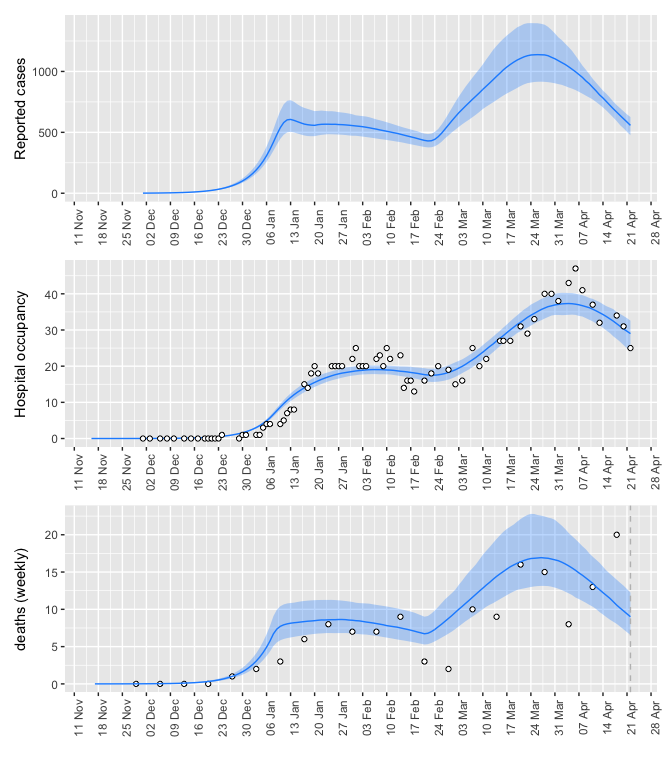 Reported cases
1000
500
0
11 Nov 18 Nov 25 Nov 02 Dec 09 Dec 16 Dec 23 Dec 30 Dec 06 Jan 13 Jan 20 Jan 27 Jan 03 Feb 10 Feb 17 Feb 24 Feb 03 Mar 10 Mar 17 Mar 24 Mar 31 Mar 07 Apr 14 Apr 21 Apr 28 Apr
Hospital occupancy
40
30
20
10
0
11 Nov 18 Nov 25 Nov 02 Dec 09 Dec 16 Dec 23 Dec 30 Dec 06 Jan 13 Jan 20 Jan 27 Jan 03 Feb 10 Feb 17 Feb 24 Feb 03 Mar 10 Mar 17 Mar 24 Mar 31 Mar 07 Apr 14 Apr 21 Apr 28 Apr
deaths (weekly)
20
15
10
5
0
11 Nov 18 Nov 25 Nov 02 Dec 09 Dec 16 Dec 23 Dec 30 Dec 06 Jan 13 Jan 20 Jan 27 Jan 03 Feb 10 Feb 17 Feb 24 Feb 03 Mar 10 Mar 17 Mar 24 Mar 31 Mar 07 Apr 14 Apr 21 Apr 28 Apr